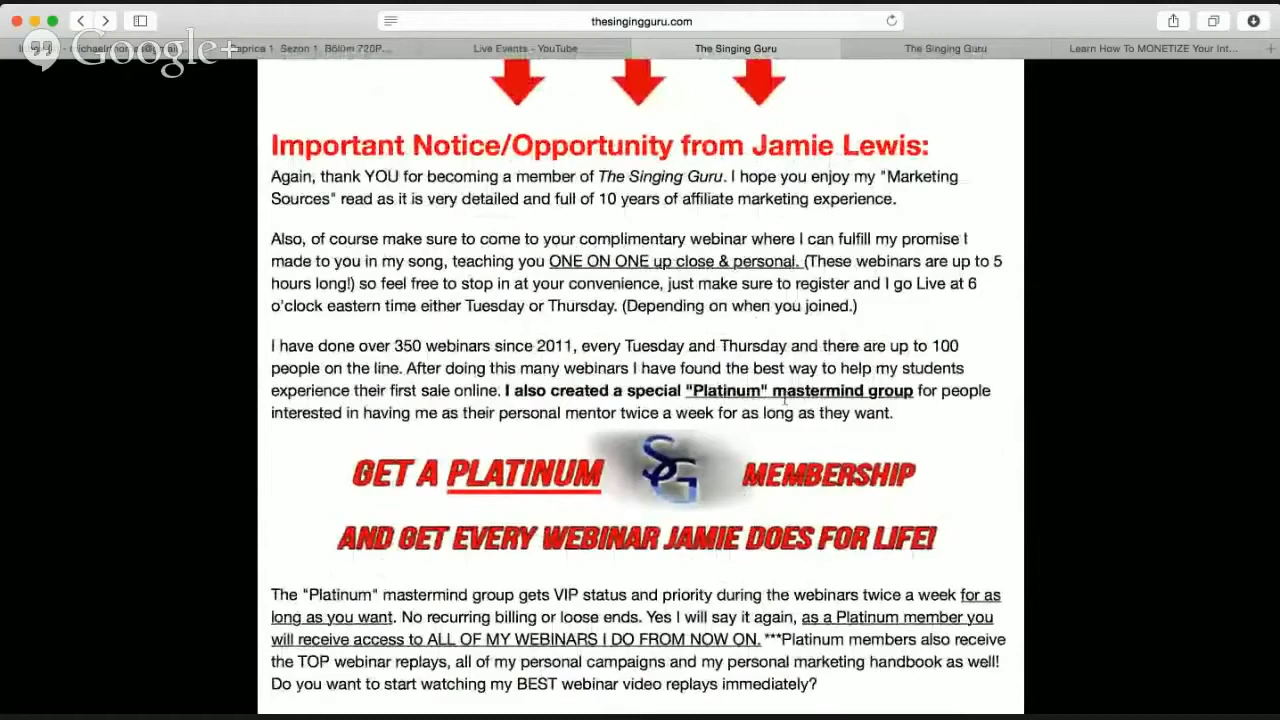 thesingingguru.com
Google+
Live Events - YouTube
The Singing Guru
The Singing Guru
Learn How To MONETIZE Your Int...
Important Notice/Opportunity from Jamie Lewis:
Again, thank YOU for becoming a member of The Singing Guru. I hope you enjoy my "Marketing
Sources" read as it is very detailed and full of 10 years of affiliate marketing experience.
Also, of course make sure to come to your complimentary webinar where I can fulfill my promise I
made to you in my song, teaching you ONE ON ONE up close & personal. (These webinars are up to 5
hours long!) so feel free to stop in at your convenience, just make sure to register and I go Live at 6
o'clock eastern time either Tuesday or Thursday. (Depending on when you joined.)
I have done over 350 webinars since 2011, every Tuesday and Thursday and there are up to 100
people on the line. After doing this many webinars I have found the best way to help my students
experience their first sale online. I also created a special "Platinum" mastermind group for people
interested in having me as their personal mentor twice a week for as long as they want.
GET A PLATINUM SG MEMBERSHIP
AND GET EVERY WEBINAR JAMIE DOES FOR LIFE!
The "Platinum" mastermind group gets VIP status and priority during the webinars twice a week for as
long as you want. No recurring billing or loose ends. Yes I will say it again, as a Platinum member you
will receive access to ALL OF MY WEBINARS I DO FROM NOW ON. ***Platinum members also receive
the TOP webinar replays, all of my personal campaigns and my personal marketing handbook as well!
Do you want to start watching my BEST webinar video replays immediately?